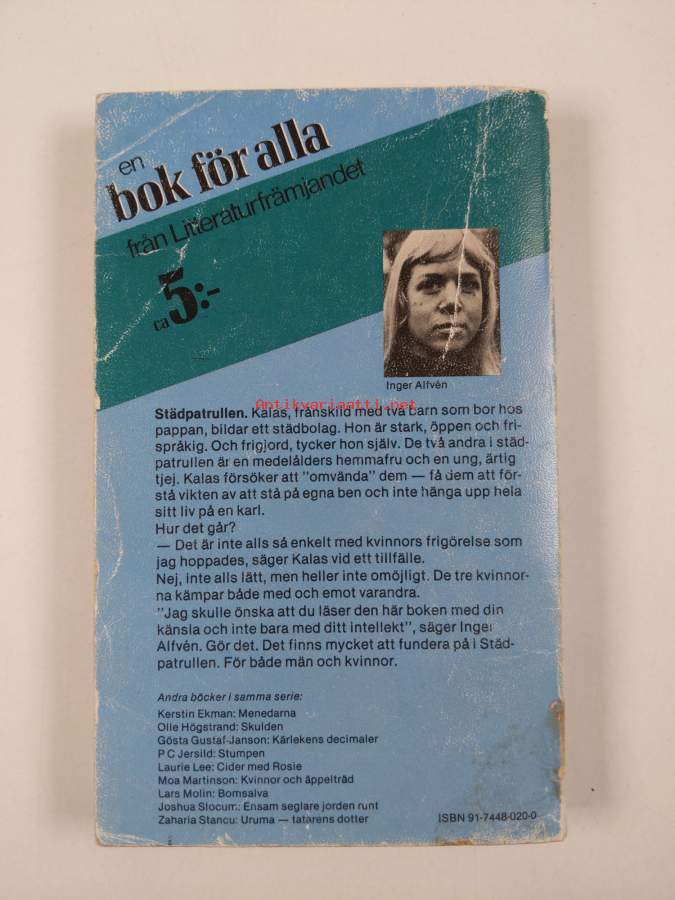 en
bok för alla
från Litteraturfrämjandet
ca 5:-
Inger Alfvén
Antikvariaatti.net
Städpatrullen. Kalas, frånskild med två barn som bor hos
pappan, bildar ett städbolag. Hon är stark, öppen och fri-
språkig. Och frigjord, tycker hon själv. De två andra i städ-
patrullen är en medelålders hemmafru och en ung, ärtig
tjej. Kalas försöker att "omvända" dem — få dem att för-
stå vikten av att stå på egna ben och inte hänga upp hela
sitt liv på en karl.
Hur det går?
— Det är inte alls så enkelt med kvinnors frigörelse som
jag hoppades, säger Kalas vid ett tillfälle.
Nej, inte alls lätt, men heller inte omöjligt. De tre kvinnor-
na kämpar både med och emot varandra.
"Jag skulle önska att du läser den här boken med din
känsla och inte bara med ditt intellekt", säger Inger
Alfvén. Gör det. Det finns mycket att fundera på i Städ-
patrullen. För både män och kvinnor.
Andra böcker i samma serie:
Kerstin Ekman: Menedarna
Olle Högstrand: Skulden
Gösta Gustaf-Janson: Kärlekens decimaler
P C Jersild: Stumpen
Laurie Lee: Cider med Rosie
Moa Martinson: Kvinnor och äppelträd
Lars Molin: Bomsalva
Joshua Slocum: Ensam seglare jorden runt
Zaharia Stancu: Uruma — tatarens dotter
ISBN 91-7448-020-0